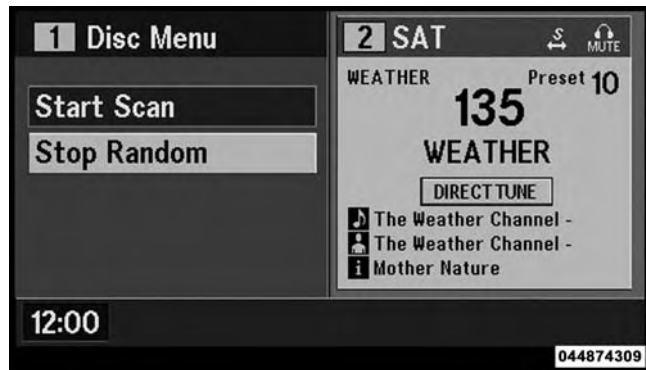 1 Disc Menu
Start Scan
Stop Random
2 SAT
S
MUTE
WEATHER
Preset 10
135
WEATHER
DIRECT TUNE
The Weather Channel -
The Weather Channel -
i Mother Nature
12:00
044874309